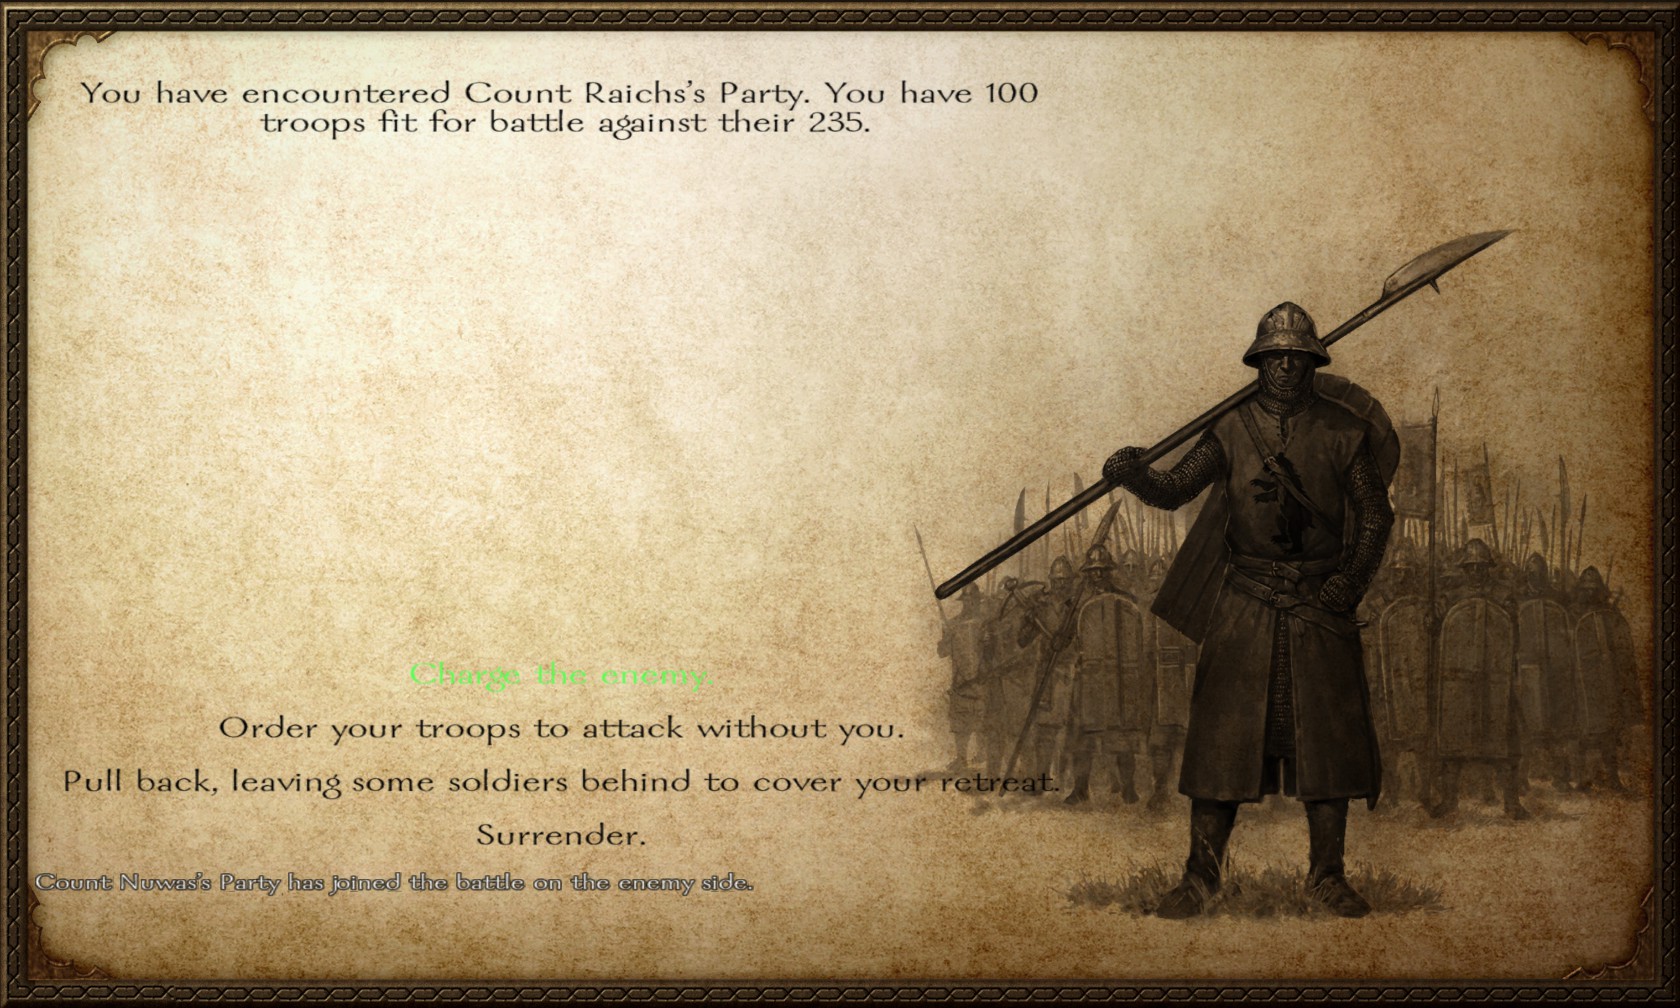 You have encountered Count Raichs's Party. You have 100
troops fit for battle against their 235.
Charge the enemy.
Order your troops to attack without you.
Pull back, leaving some soldiers behind to cover your retreat.
Surrender.
Count Nuwas's Party has joined the battle on the enemy side.